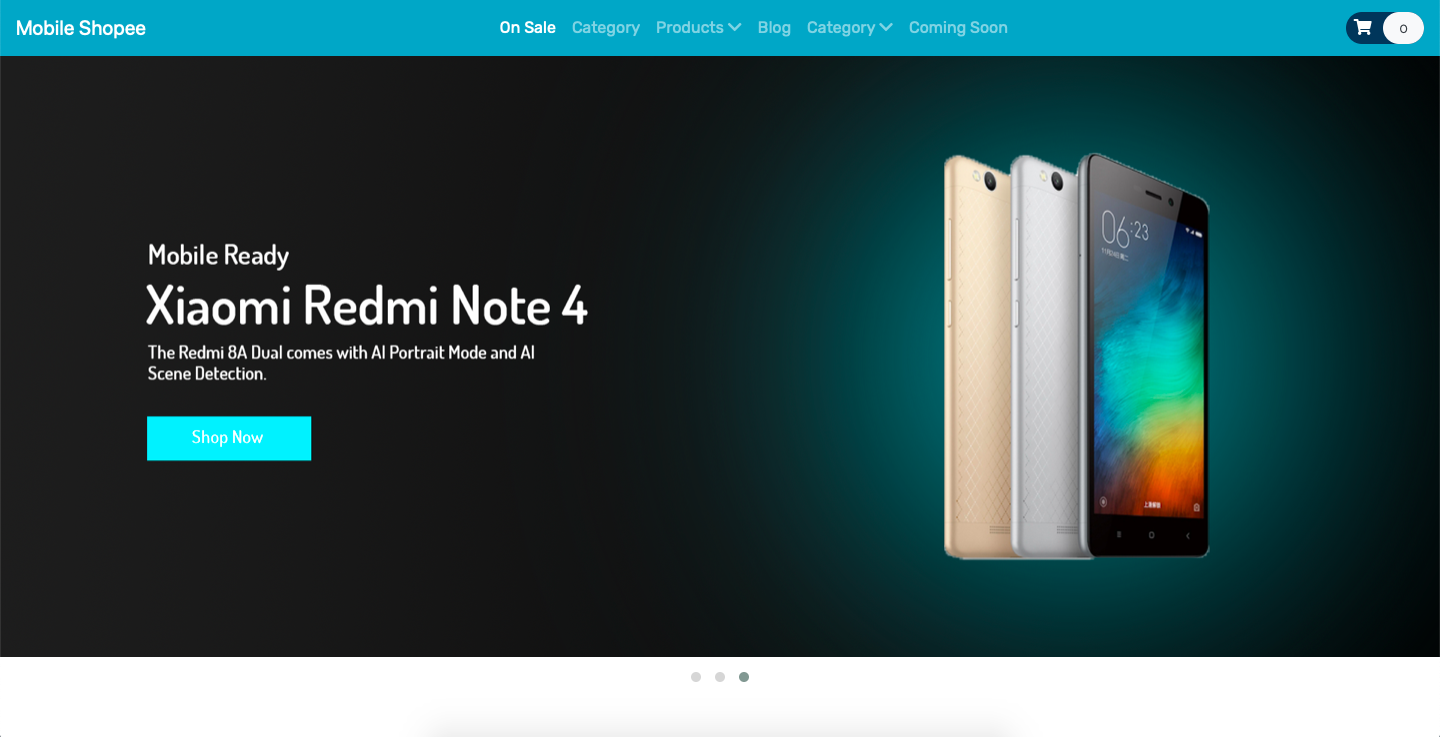 Mobile Shopee
On Sale Category Products Blog Category Coming Soon
0
Mobile Ready
Xiaomi Redmi Note 4
The Redmi 8A Dual comes with AI Portrait Mode and AI
Scene Detection.
Shop Now
06:23